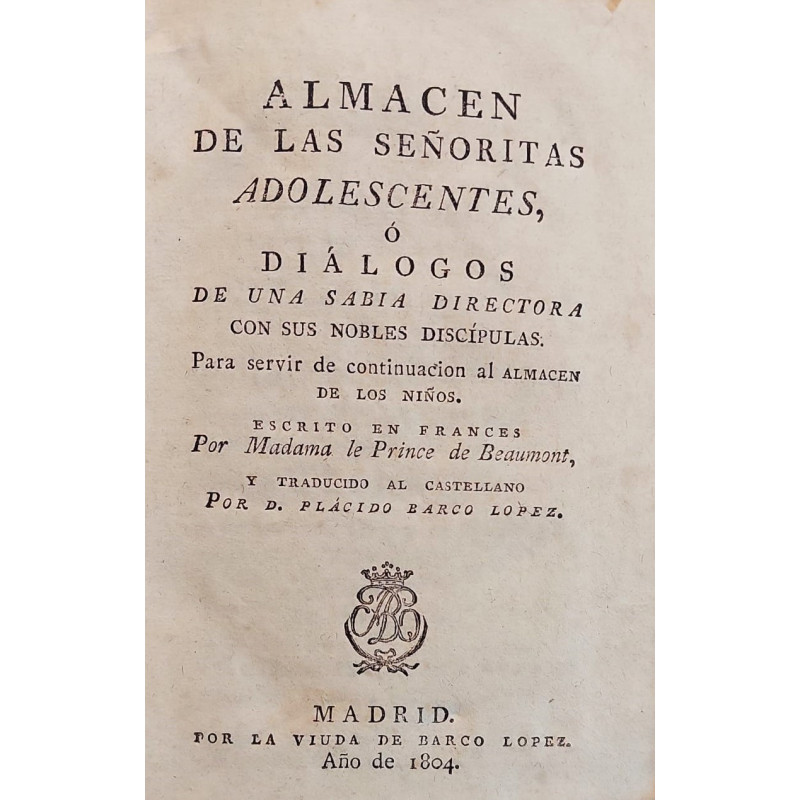 ALMACEN
DE LAS SEÑORITAS
ADOLESCENTES,
Ó
DIÁLOGOS
DE UNA SABIA DIRECTORA
CON SUS NOBLES DISCÍPULAS.
Para servir de continuacion al ALMACEN
DE LOS NIÑOS.
ESCRITO EN FRANCES
Por Madama le Prince de Beaumont,
Y TRADUCIDO AL CASTELLANO
POR D. PLÁCIDO BARCO LOPEZ.
MADRID.
POR LA VIUDA DE BARCO LOPEZ.
Año de 1804.